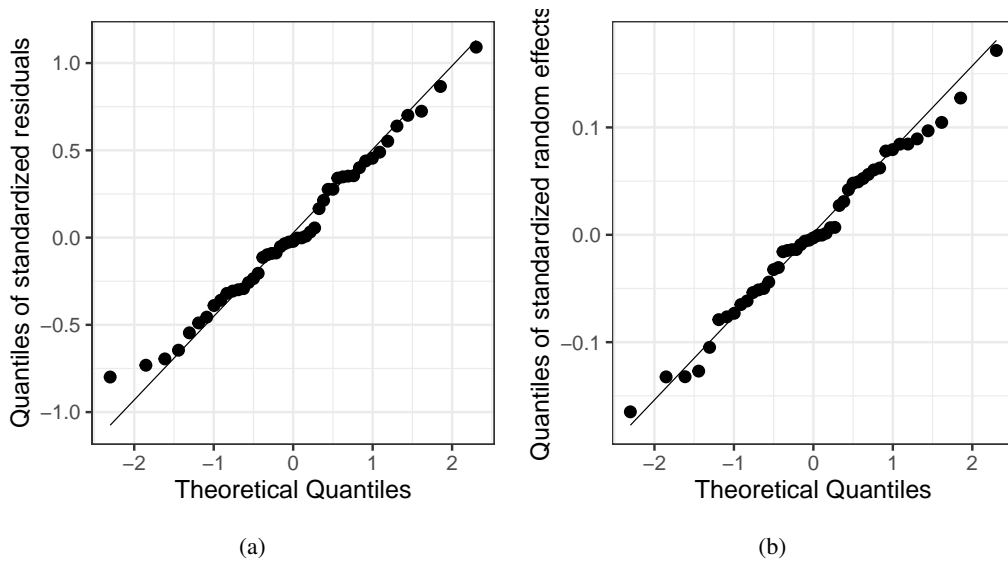 Quantiles of standardized residuals
1.0
0.5
0.0
−0.5
−1.0
−2 −1 0 1 2
Theoretical Quantiles
(a)
Quantiles of standardized random effects
0.1
0.0
−0.1
−2 −1 0 1 2
Theoretical Quantiles
(b)